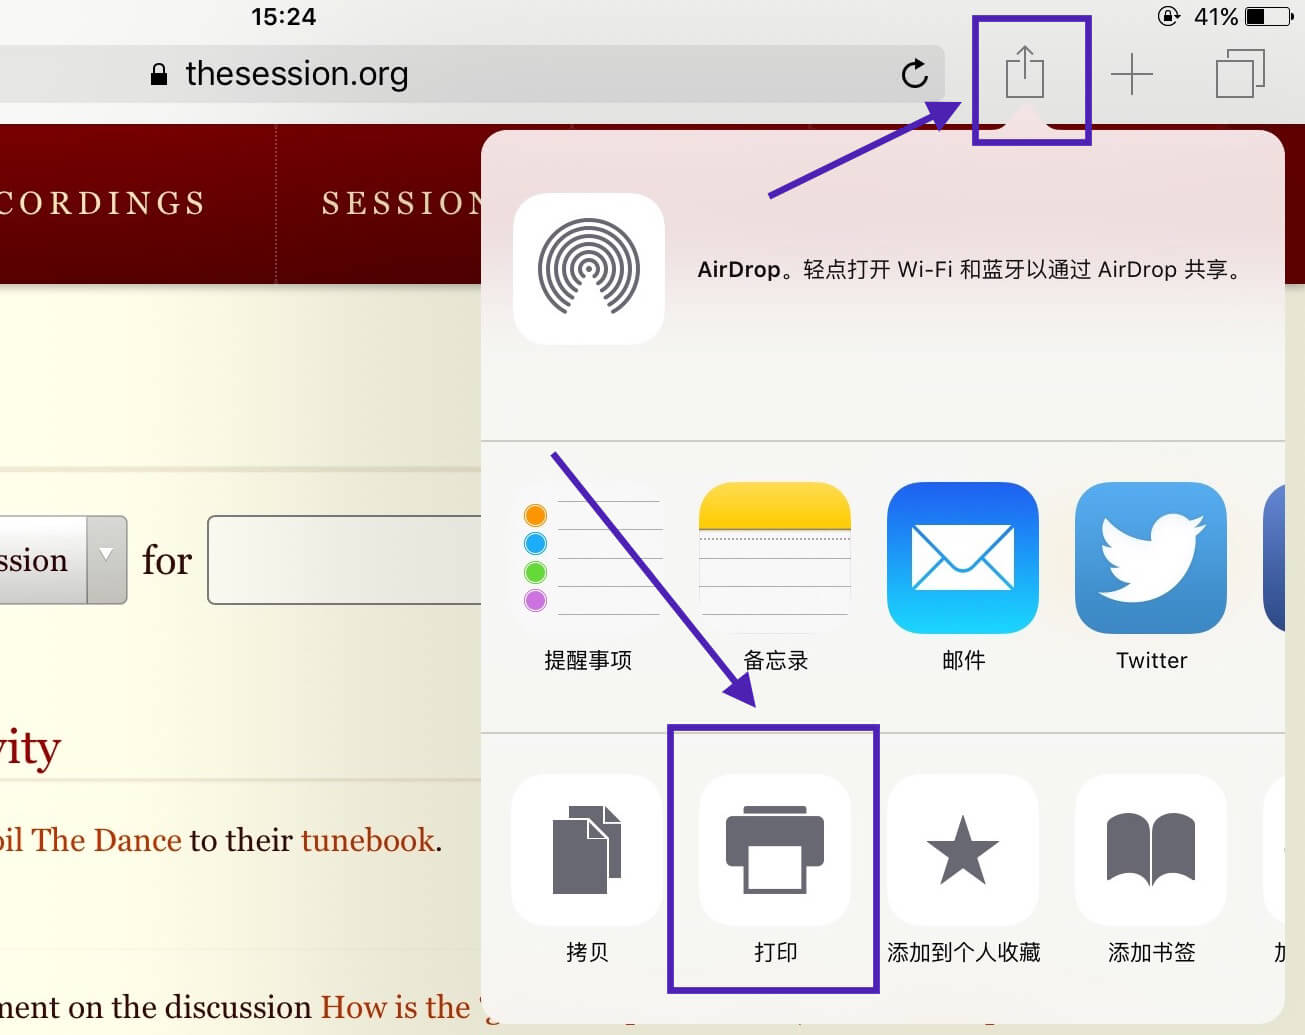 15:24
41%
thesession.org
CORDINGS
SESSION
AirDrop。轻点打开 Wi-Fi 和蓝牙以通过 AirDrop 共享。
ssion
for
提醒事项
备忘录
邮件
Twitter
vity
oil The Dance to their tunebook.
拷贝
打印
添加到个人收藏
添加书签
ment on the discussion How is the